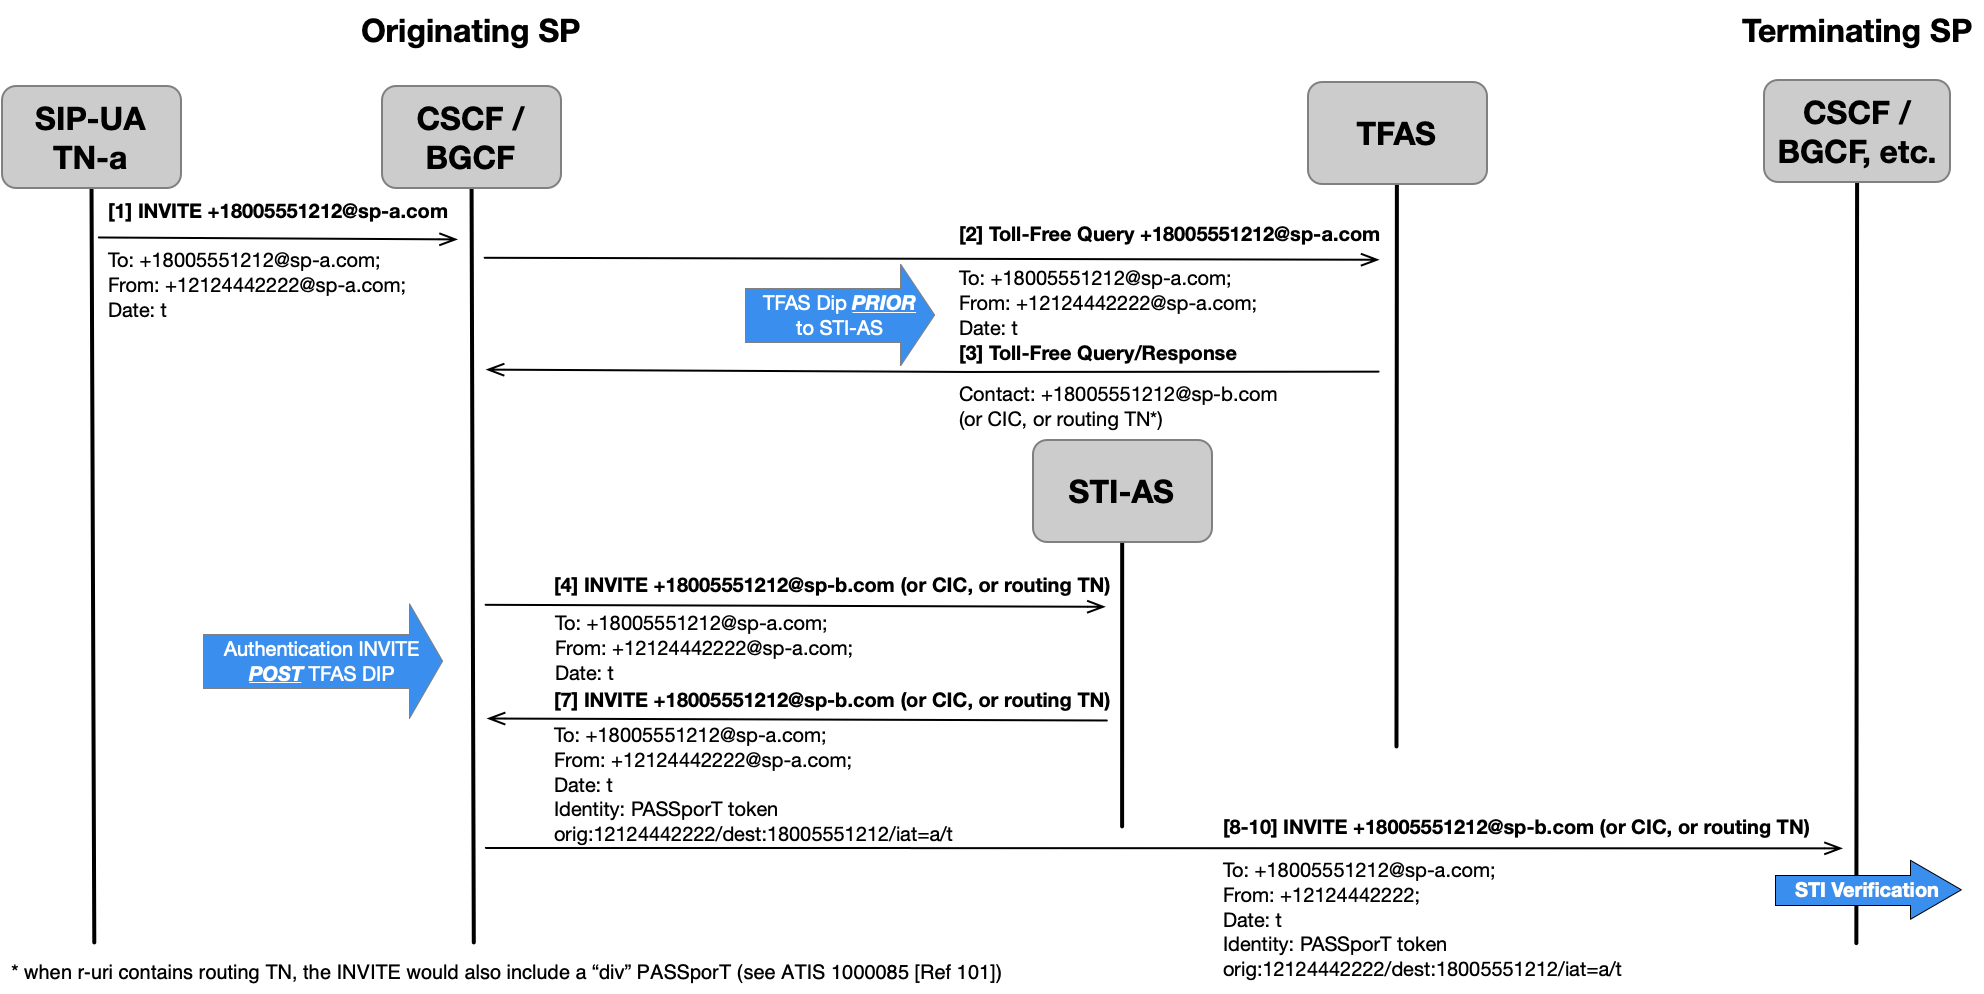 Originating SP
Terminating SP
SIP-UA
TN-a
CSCF /
BGCF
TFAS
CSCF /
BGCF, etc.
[1] INVITE +18005551212@sp-a.com
To: +18005551212@sp-a.com;
From: +12124442222@sp-a.com;
Date: t
[2] Toll-Free Query +18005551212@sp-a.com
To: +18005551212@sp-a.com;
From: +12124442222@sp-a.com;
Date: t
TFAS Dip PRIOR
to STI-AS
[3] Toll-Free Query/Response
Contact: +18005551212@sp-b.com
(or CIC, or routing TN*)
STI-AS
[4] INVITE +18005551212@sp-b.com (or CIC, or routing TN)
To: +18005551212@sp-a.com;
From: +12124442222@sp-a.com;
Date: t
Authentication INVITE
POST TFAS DIP
[7] INVITE +18005551212@sp-b.com (or CIC, or routing TN)
To: +18005551212@sp-a.com;
From: +12124442222@sp-a.com;
Date: t
Identity: PASSporT token
orig:12124442222/dest:18005551212/iat=a/t
[8-10] INVITE +18005551212@sp-b.com (or CIC, or routing TN)
To: +18005551212@sp-a.com;
From: +12124442222;
Date: t
Identity: PASSporT token
orig:12124442222/dest:18005551212/iat=a/t
STI Verification
* when r-uri contains routing TN, the INVITE would also include a “div” PASSporT (see ATIS 1000085 [Ref 101])